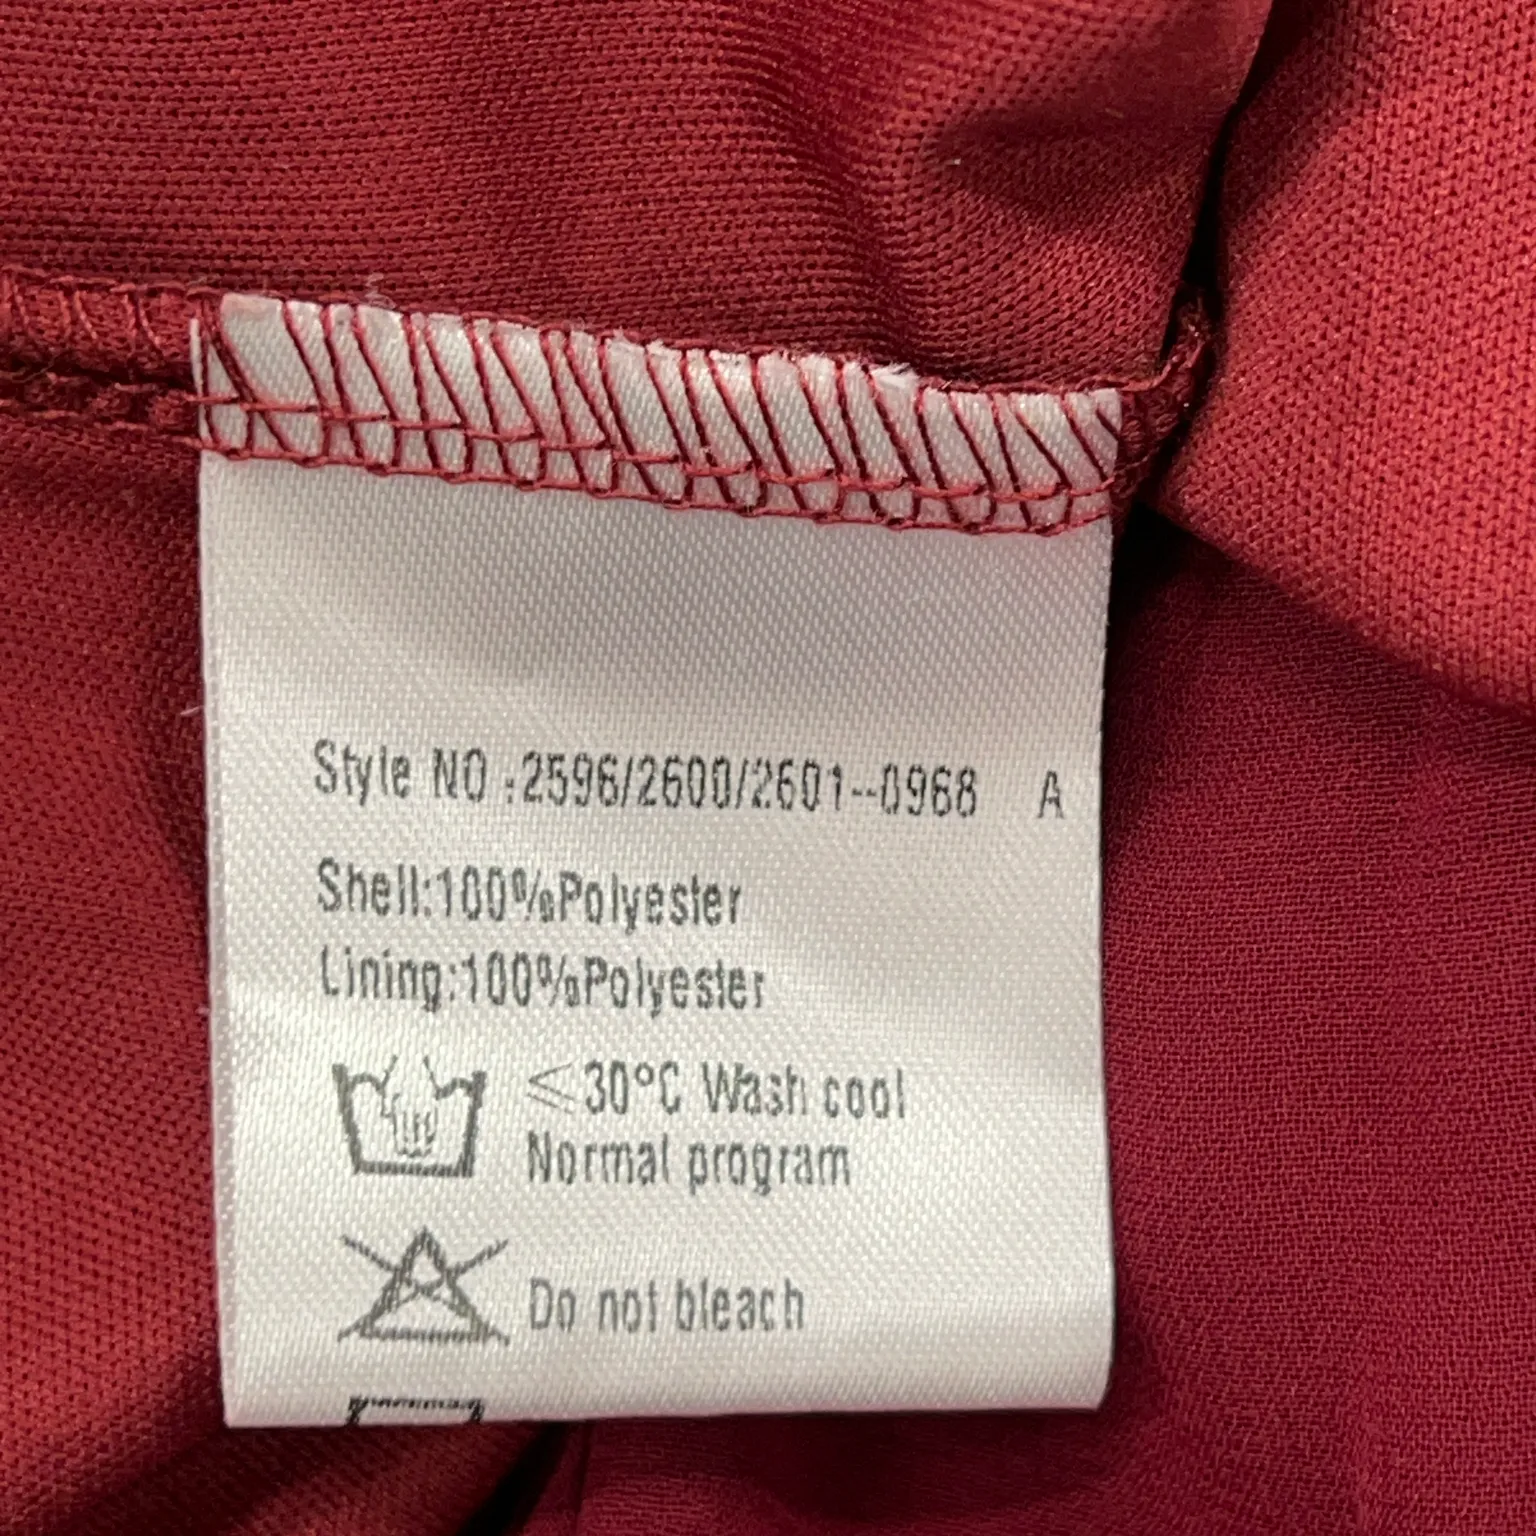 Style NO :2596/2600/2601--0968 A
Shell:100%Polyester
Lining:100%Polyester
≤30°C Wash cool
Normal program
Do not bleach